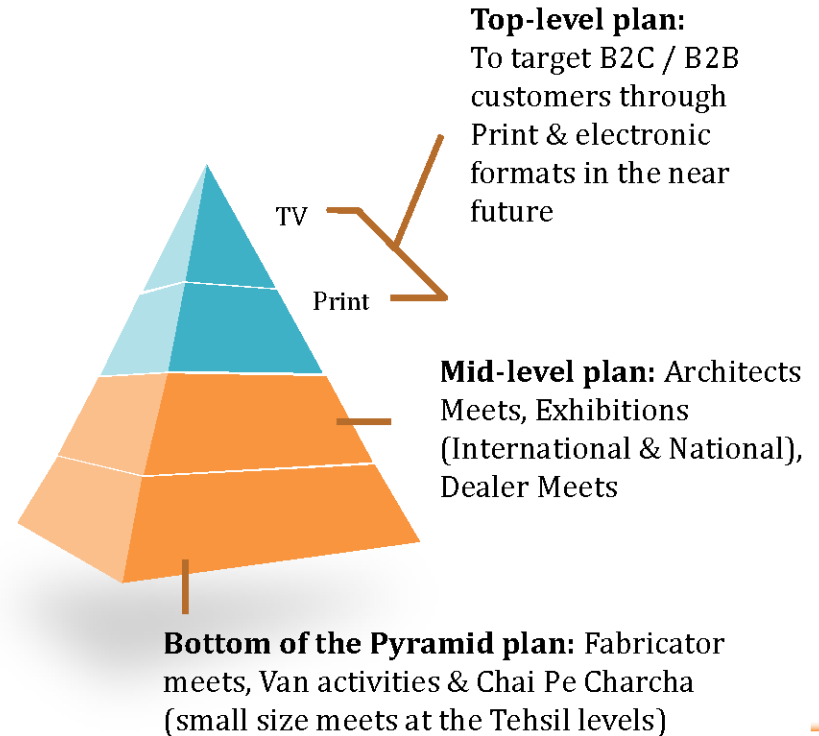 Top-level plan:
To target B2C / B2B
customers through
Print & electronic
formats in the near
future
TV
Print
Mid-level plan: Architects
Meets, Exhibitions
(International & National),
Dealer Meets
Bottom of the Pyramid plan: Fabricator
meets, Van activities & Chai Pe Charcha
(small size meets at the Tehsil levels)